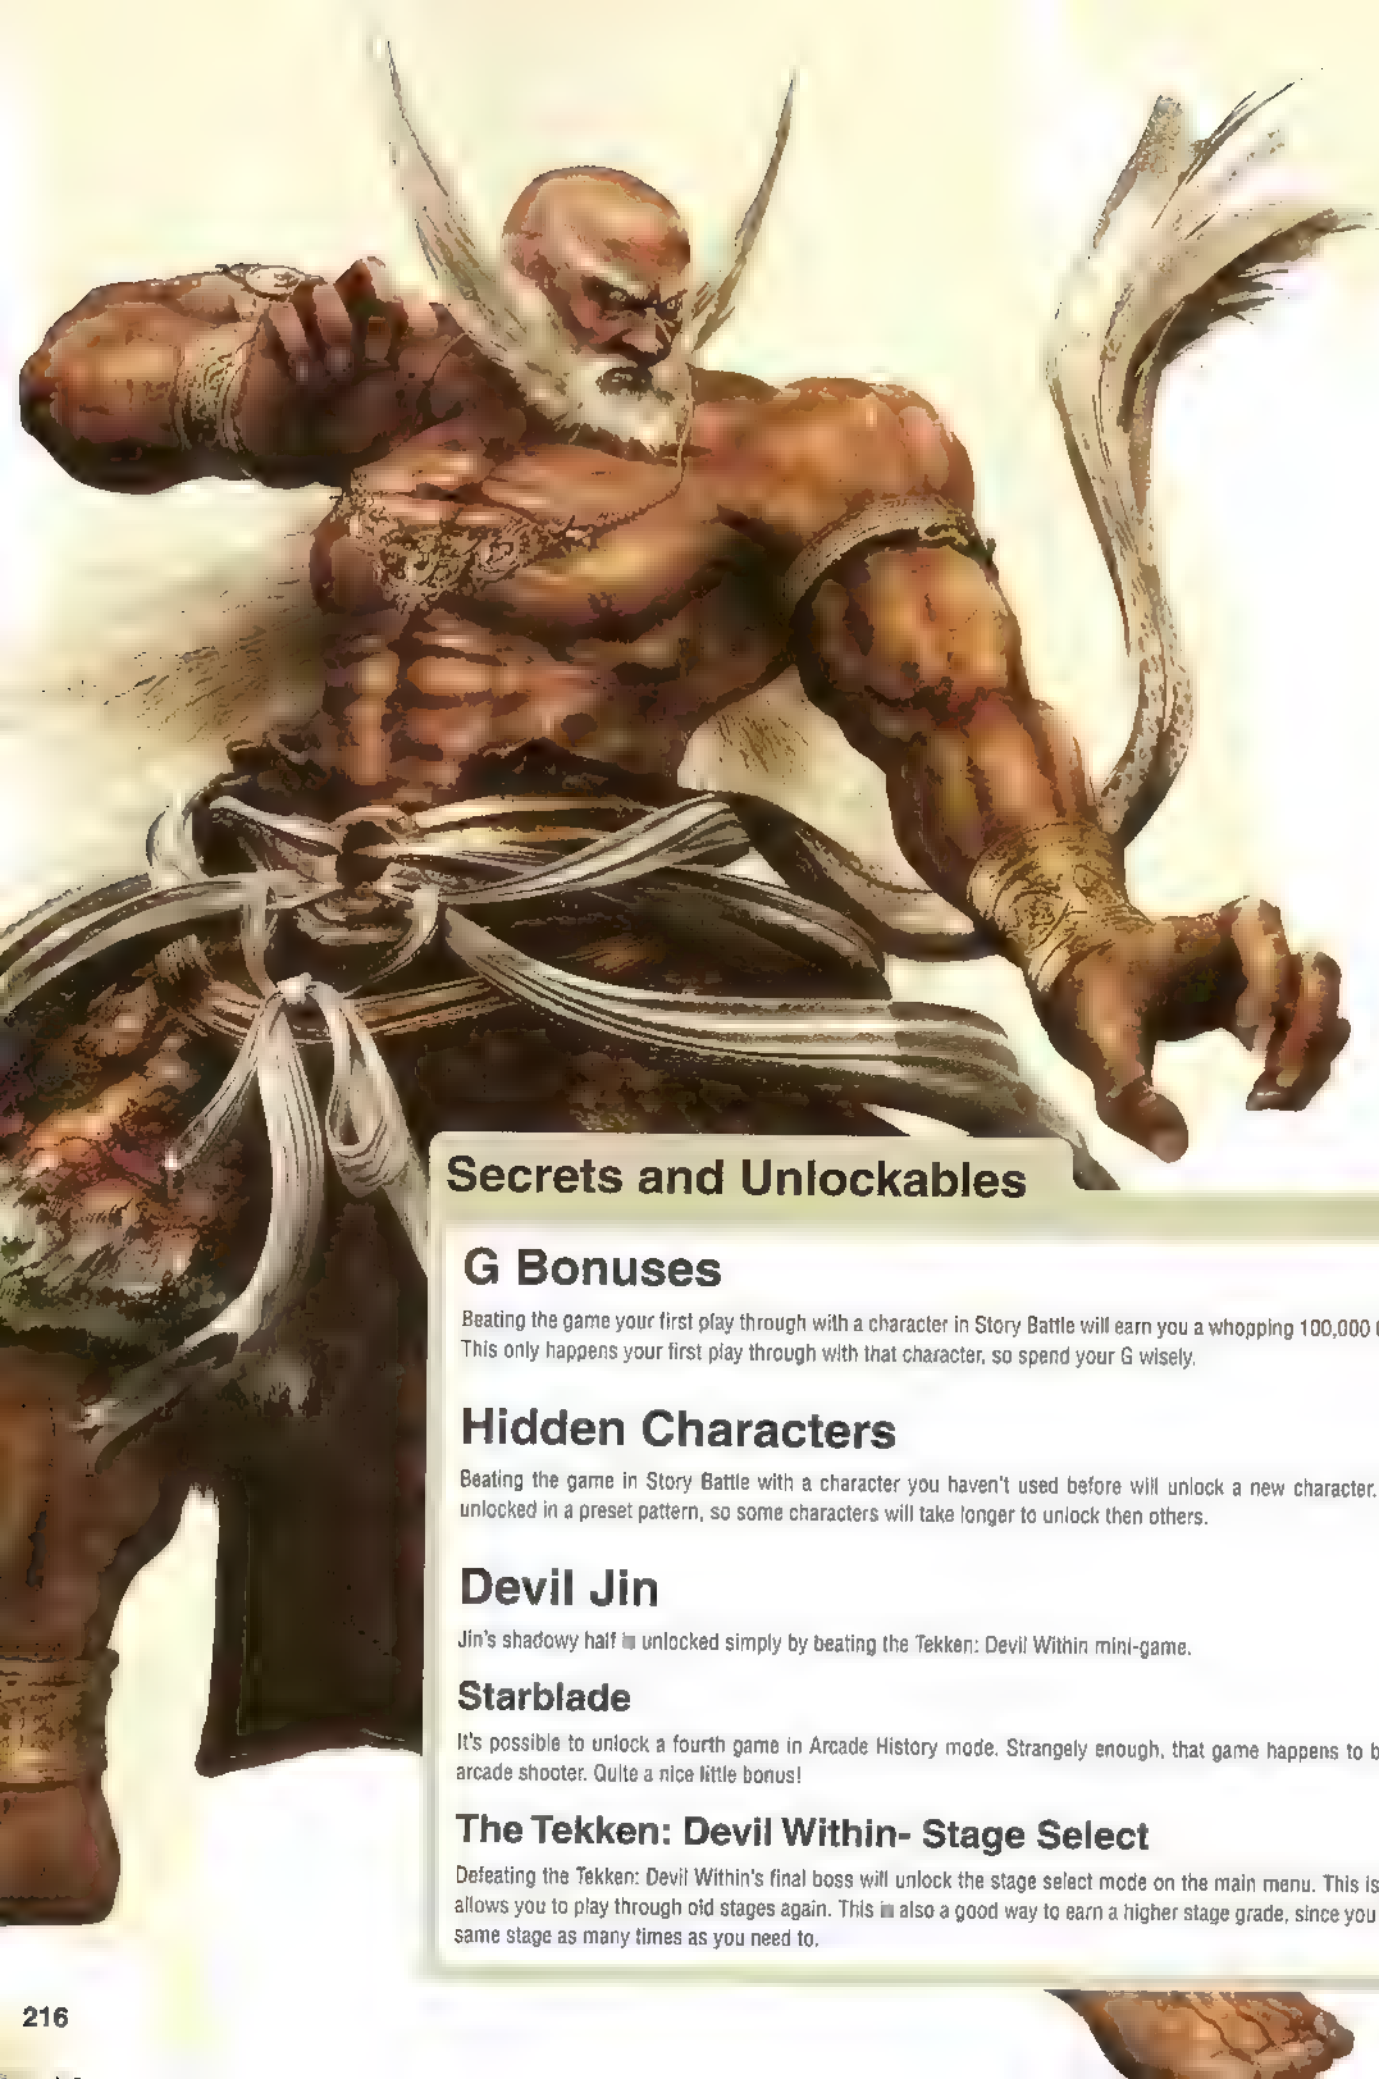 Secrets and Unlockables
G Bonuses
Beating the game your first play through with a character in Story Battle will earn you a whopping 100,000
This only happens your first play through with that character, so spend your G wisely.
Hidden Characters
Beating the game in Story Battle with a character you haven't used before will unlock a new character.
unlocked in a preset pattern, so some characters will take longer to unlock then others.
Devil Jin
Jin's shadowy half is unlocked simply by beating the Tekken: Devil Within mini-game.
Starblade
It's possible to unlock a fourth game in Arcade History mode. Strangely enough, that game happens to
arcade shooter. Quite a nice little bonus!
The Tekken: Devil Within- Stage Select
Defeating the Tekken: Devil Within's final boss will unlock the stage select mode on the main menu. This is
allows you to play through old stages again. This is also a good way to earn a higher stage grade, since you
same stage as many times as you need to.
216